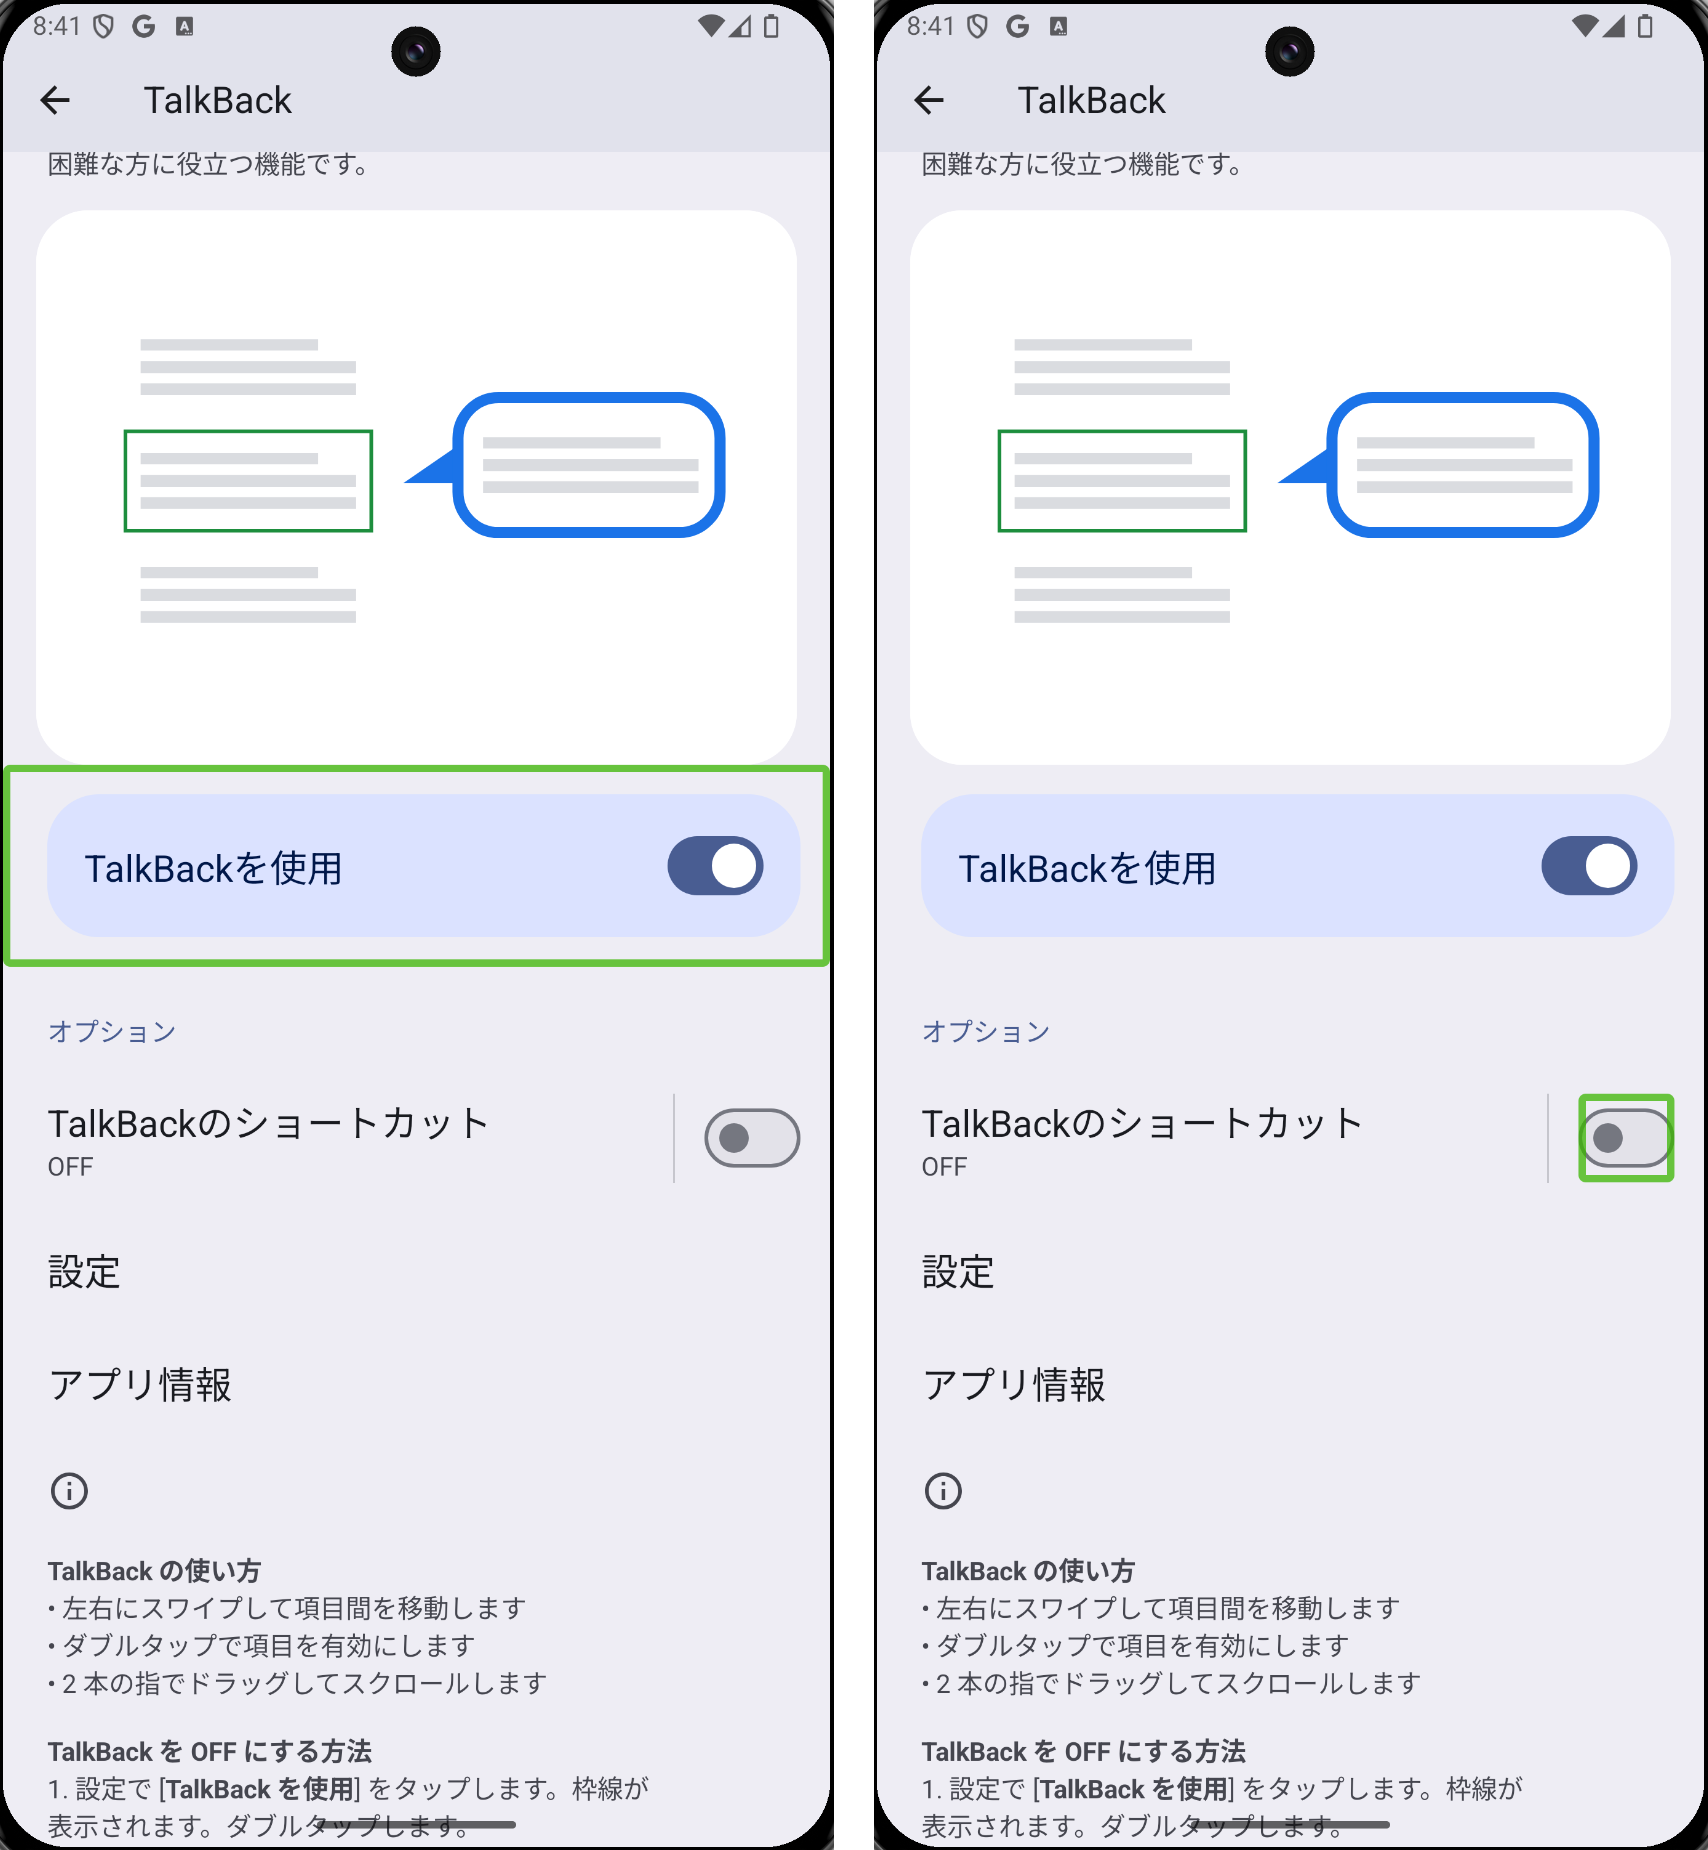 8:41
TalkBack
困難な方に役立つ機能です。
TalkBackを使用
オプション
TalkBackのショートカット
OFF
設定
アプリ情報
TalkBack の使い方
• 左右にスワイプして項目間を移動します
• ダブルタップで項目を有効にします
• 2 本の指でドラッグしてスクロールします
TalkBack を OFF にする方法
1. 設定で [TalkBack を使用] をタップします。枠線が
表示されます。ダブルタップします。
8:41
TalkBack
困難な方に役立つ機能です。
TalkBackを使用
オプション
TalkBackのショートカット
OFF
設定
アプリ情報
TalkBack の使い方
• 左右にスワイプして項目間を移動します
• ダブルタップで項目を有効にします
• 2 本の指でドラッグしてスクロールします
TalkBack を OFF にする方法
1. 設定で [TalkBack を使用] をタップします。枠線が
表示されます。ダブルタップします。